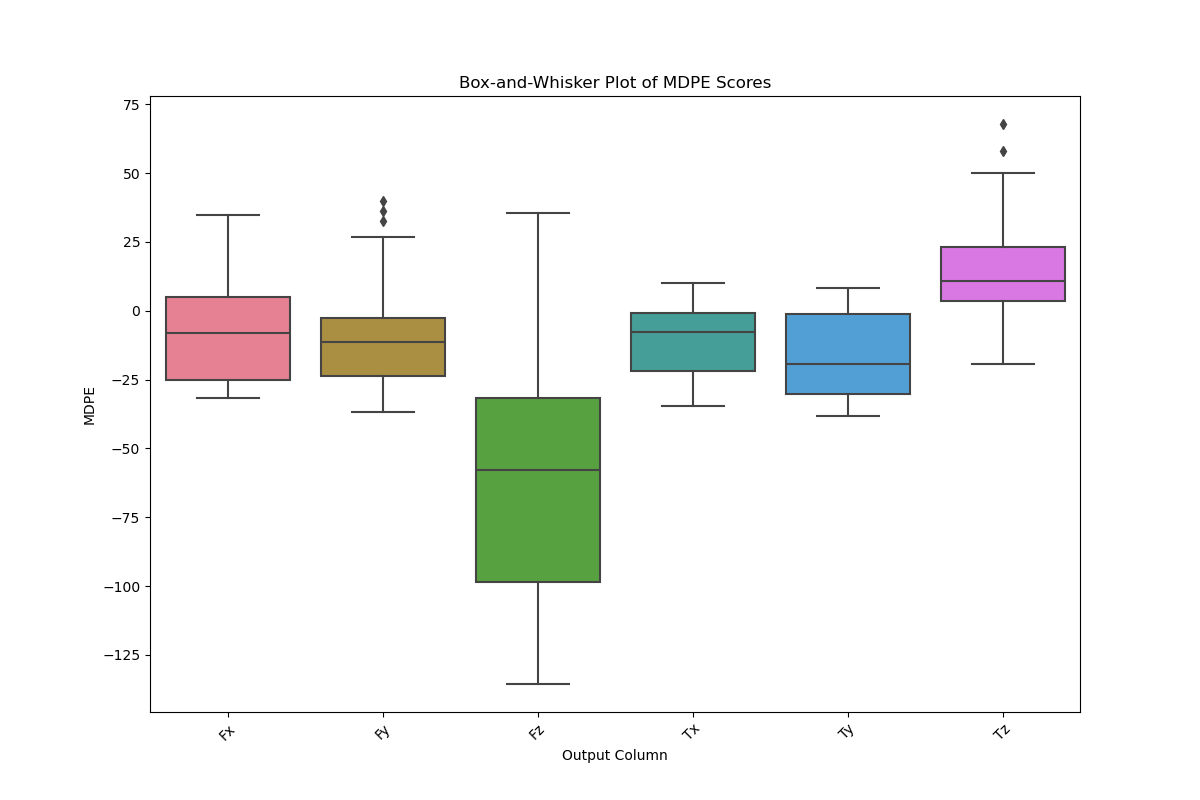 Box-and-Whisker Plot of MDPE Scores
75
50
25
0
−25
−50
−75
−100
−125
MDPE
Fx
Fy
Fz
Tx
Ty
Tz
Output Column